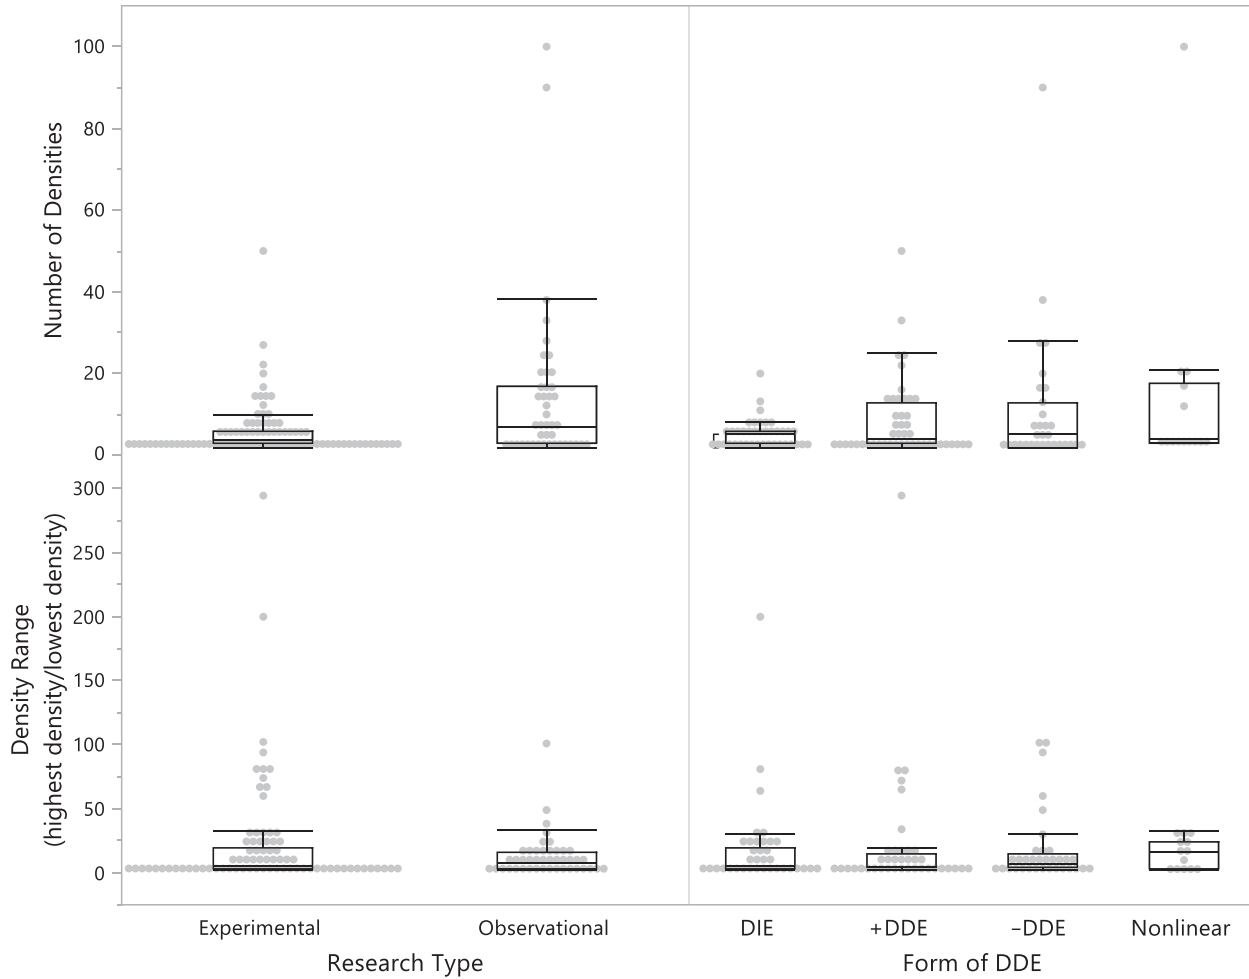 Number of Densities
100
80
60
40
20
0
Density Range
(highest density/lowest density)
300
250
200
150
100
50
0
Experimental Observational DIE +DDE −DDE Nonlinear
Research Type Form of DDE